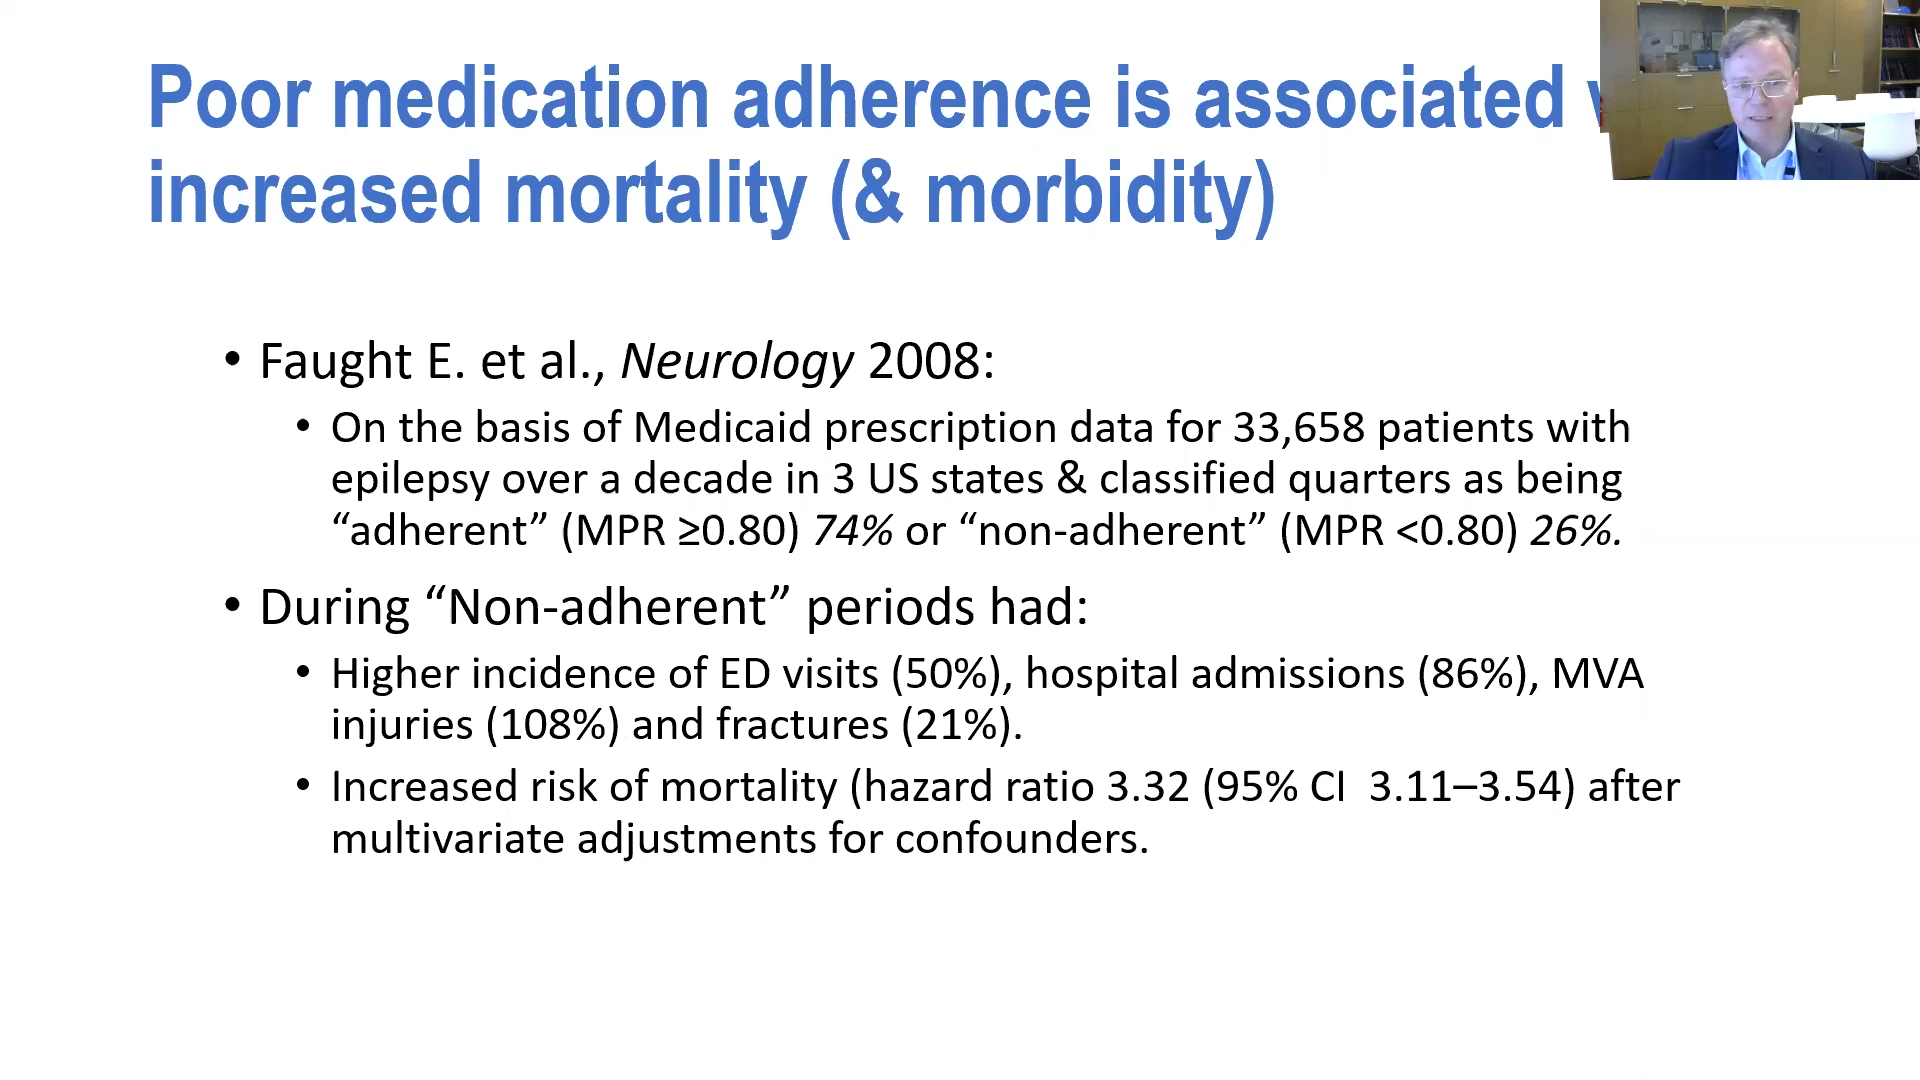 Poor medication adherence is associated
increased mortality (& morbidity)
• Faught E. et al., Neurology 2008:
• On the basis of Medicaid prescription data for 33,658 patients with
epilepsy over a decade in 3 US states & classified quarters as being
“adherent” (MPR ≥0.80) 74% or “non-adherent” (MPR <0.80) 26%.
• During “Non-adherent” periods had:
• Higher incidence of ED visits (50%), hospital admissions (86%), MVA
injuries (108%) and fractures (21%).
• Increased risk of mortality (hazard ratio 3.32 (95% CI  3.11–3.54) after
multivariate adjustments for confounders.